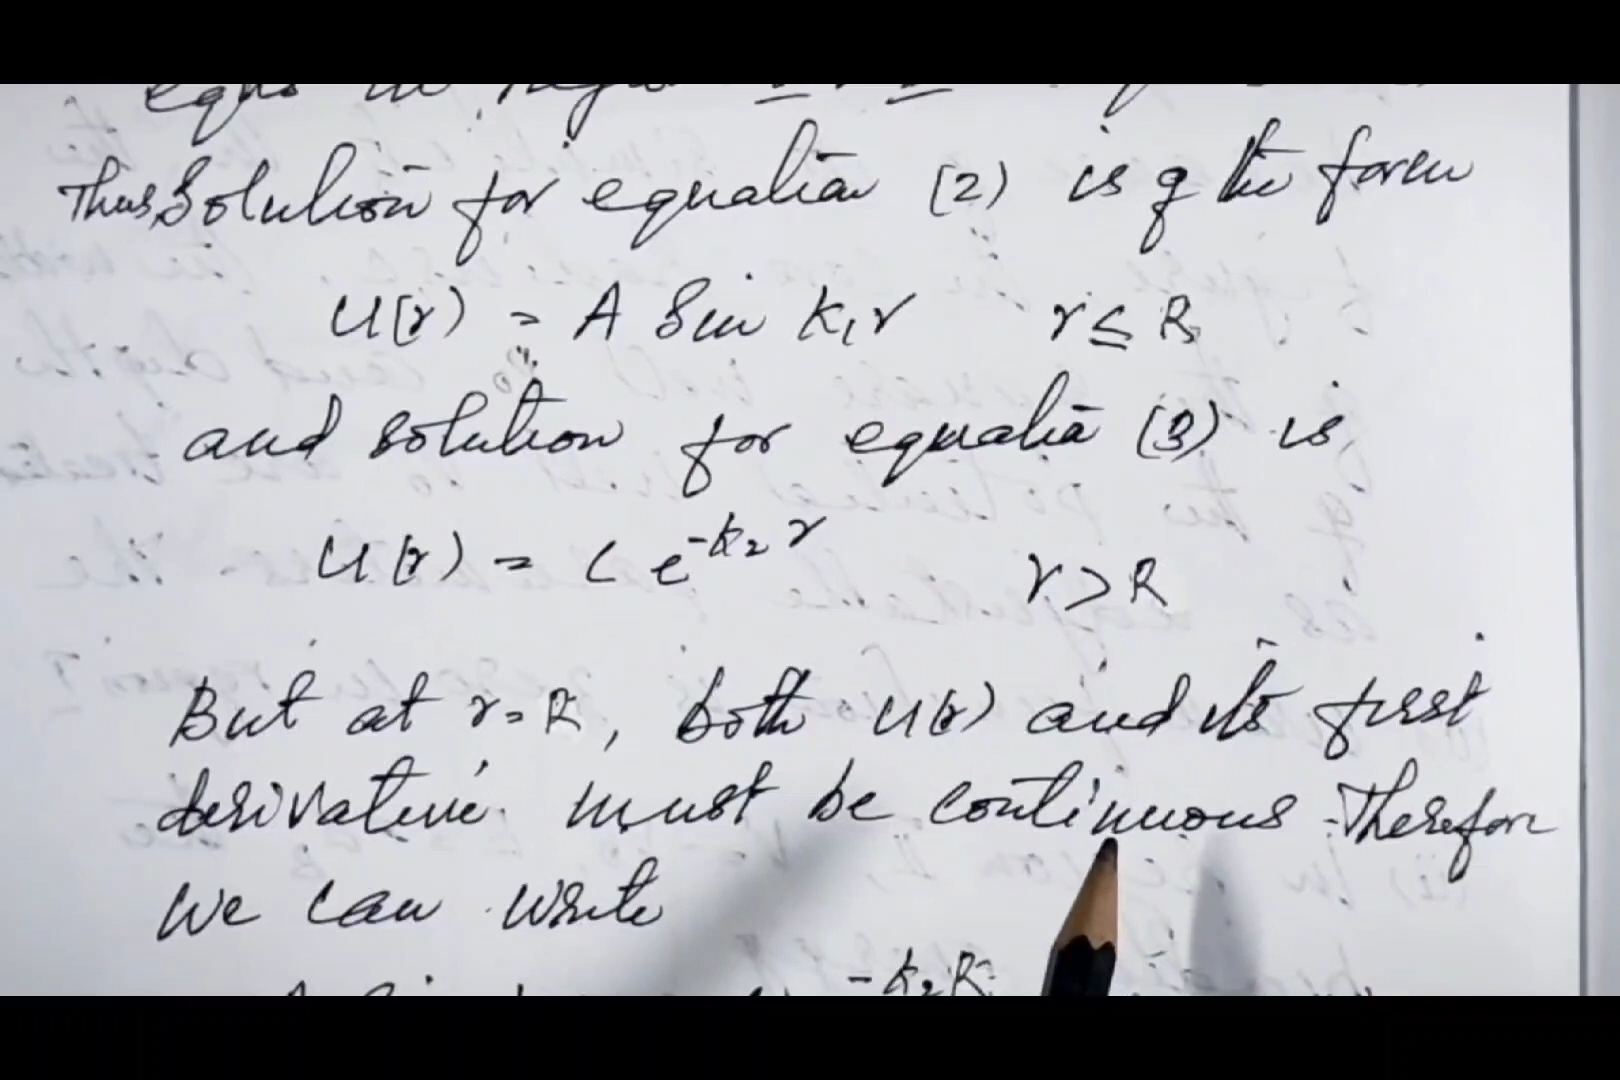 Thus, Solution for equation (2) is of the form
U(r) = A Sin K₁r r ≤ R
and solution for equation (3) is
U(r) = C e^{-k₂r} r > R
But at r = R, both U(r) and its first
derivative must be continuous. Therefore
we can write
-k₂R